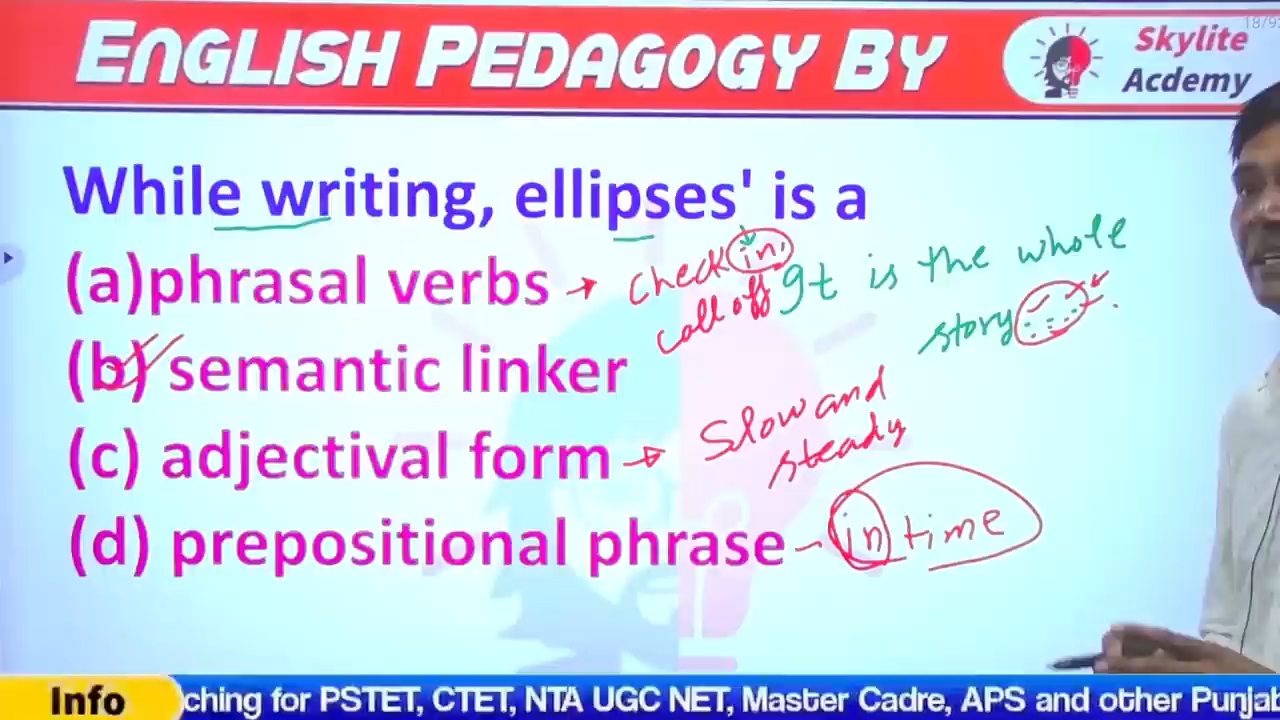 18/9
ENGLISH PEDAGOGY BY
Skylite
Acdemy
While writing, ellipses' is a
(a)phrasal verbs → check in,
call off
It is the whole
story
(b) semantic linker
(c) adjectival form → Slow and
steady
(d) prepositional phrase - in time
Info
ching for PSTET, CTET, NTA UGC NET, Master Cadre, APS and other Punjab